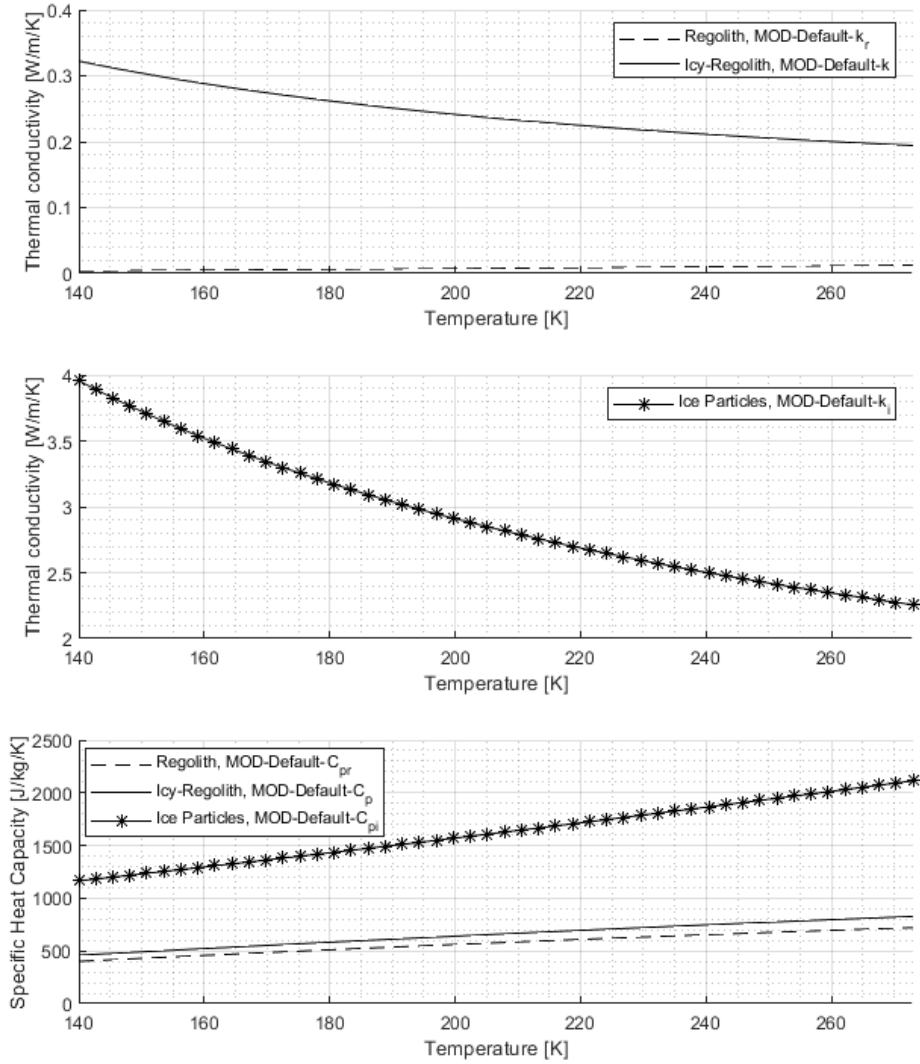 0.4
0.3
0.2
0.1
0
Thermal conductivity [W/m/K]
Regolith, MOD-Default-k_r
Icy-Regolith, MOD-Default-k
140 160 180 200 220 240 260
Temperature [K]
4
3.5
3
2.5
2
Thermal conductivity [W/m/K]
Ice Particles, MOD-Default-k_i
140 160 180 200 220 240 260
Temperature [K]
2500
2000
1500
1000
500
0
Specific Heat Capacity [J/kg/K]
Regolith, MOD-Default-C_pr
Icy-Regolith, MOD-Default-C_p
Ice Particles, MOD-Default-C_pi
140 160 180 200 220 240 260
Temperature [K]